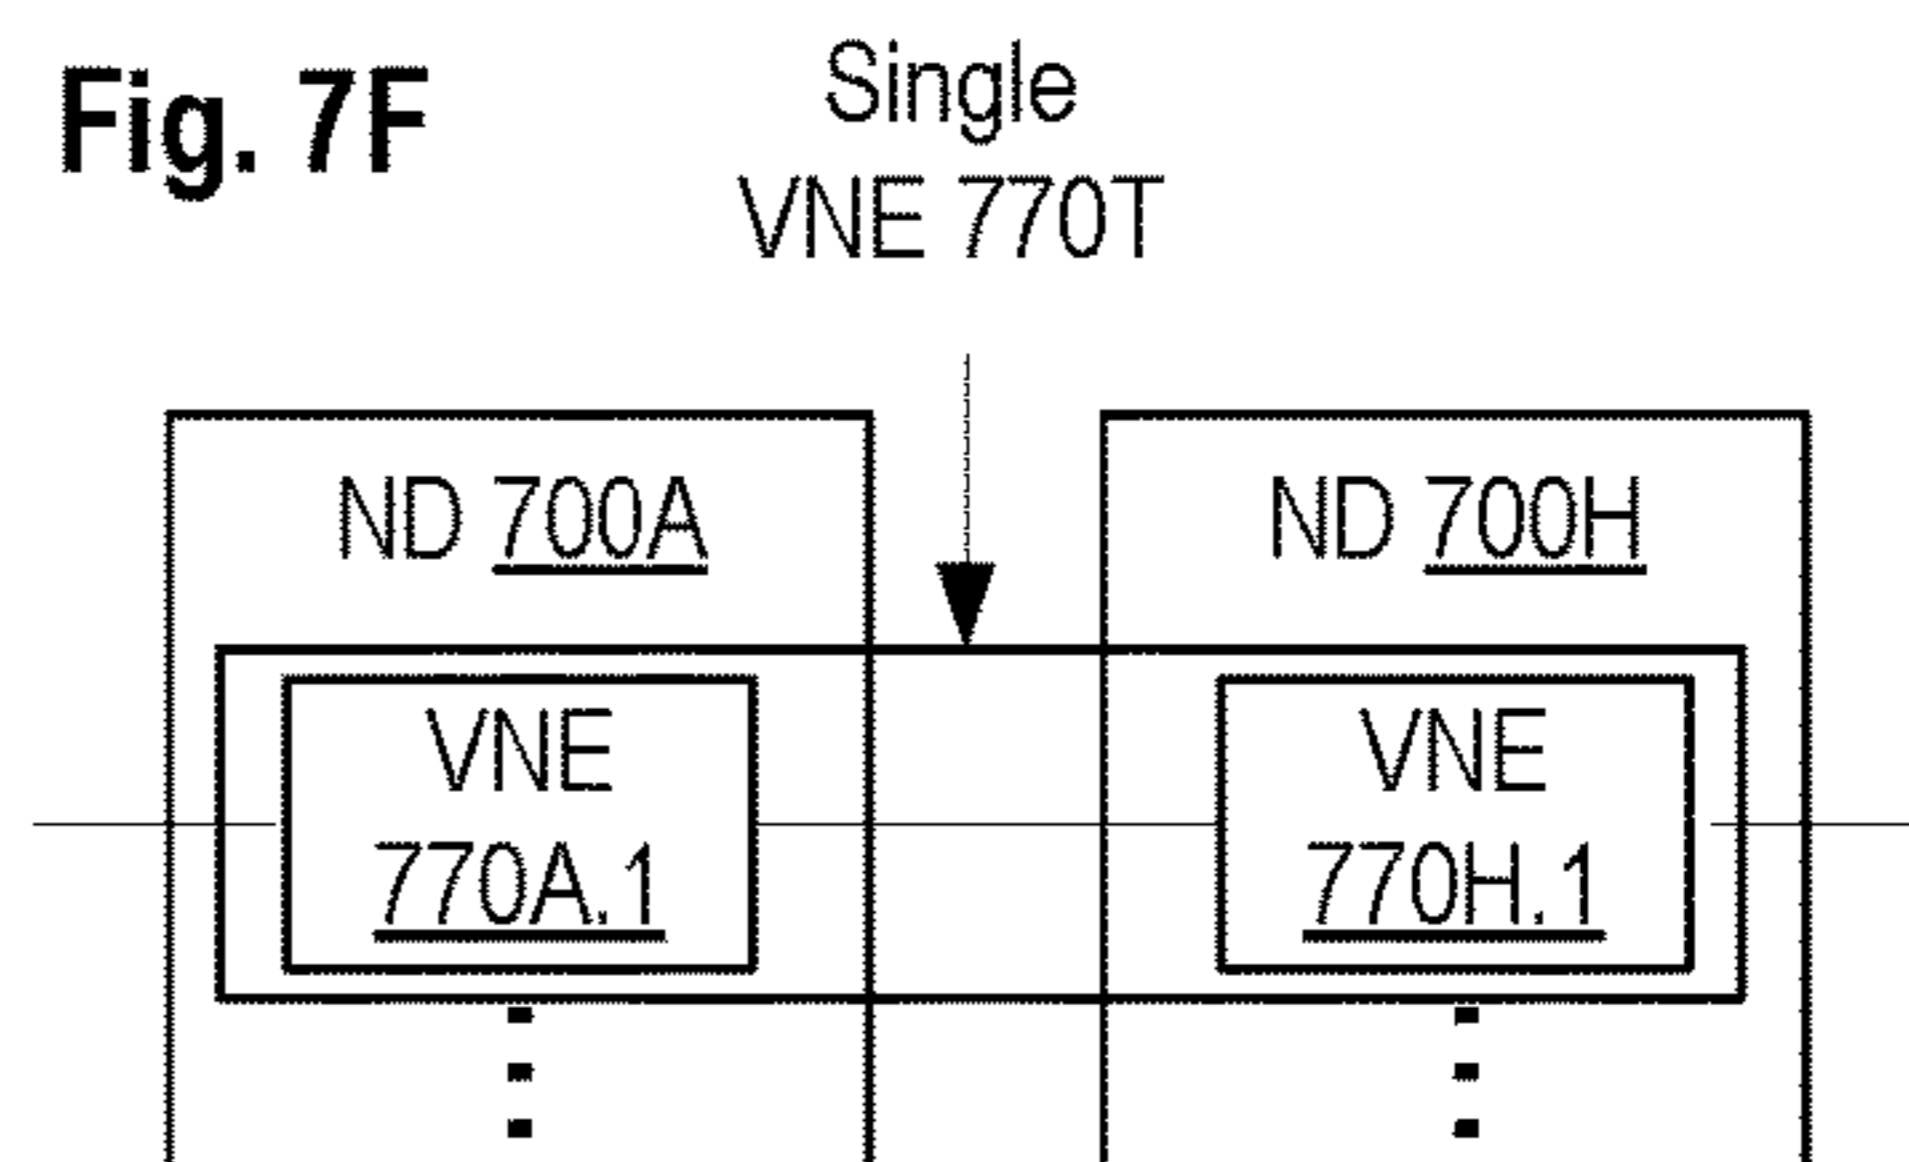 Fig. 7F
Single
VNE 770T
ND 700A
ND 700H
VNE
770A.1
VNE
770H.1